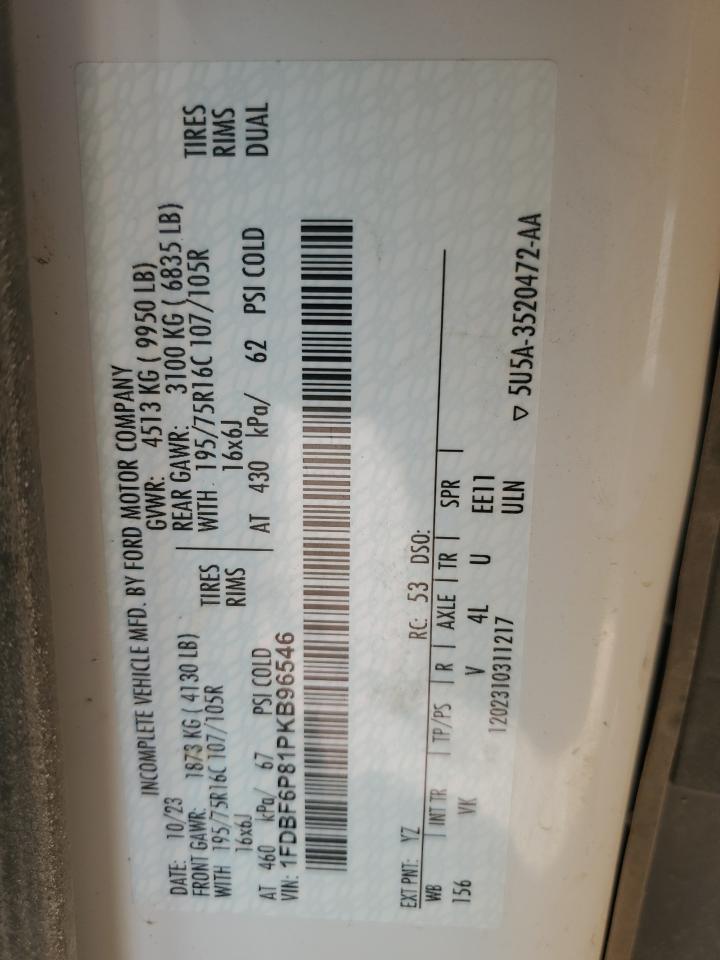 INCOMPLETE VEHICLE MFD. BY FORD MOTOR COMPANY
DATE: 10/23 GVWR: 4513 KG ( 9950 LB)
FRONT GAWR: 1873 KG ( 4130 LB) REAR GAWR: 3100 KG ( 6835 LB)
WITH 195/75R16C 107/105R TIRES WITH 195/75R16C 107/105R TIRES
16x6J RIMS 16x6J RIMS
AT 460 kPa/ 67 PSI COLD AT 430 kPa/ 62 PSI COLD DUAL
VIN: 1FDBF6P81PKB96546
EXT PNT: YZ RC: 53 DSO:
WB | INT TR | TP/PS | R | AXLE | TR | SPR |
156 VK V 4L U EE11
1202310311217 ULN
▽ 5U5A-3520472-AA